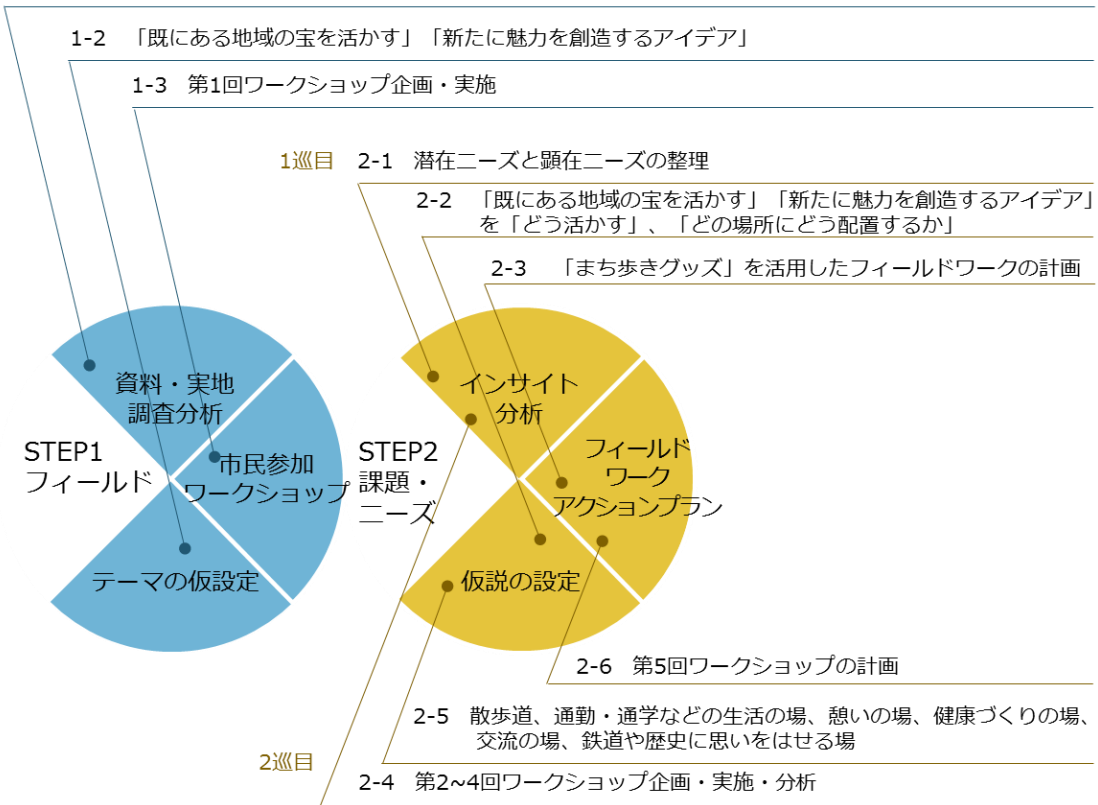 1-2 「既にある地域の宝を活かす」「新たに魅力を創造するアイデア」
1-3 第1回ワークショップ企画・実施
1巡目 2-1 潜在ニーズと顕在ニーズの整理
2-2 「既にある地域の宝を活かす」「新たに魅力を創造するアイデア」
を「どう活かす」、「どの場所にどう配置するか」
2-3 「まち歩きグッズ」を活用したフィールドワークの計画
資料・実地
調査分析
STEP1
フィールド
市民参加
ワークショップ
テーマの仮設定
インサイト
分析
STEP2
課題・
ニーズ
フィールド
ワーク
アクションプラン
仮説の設定
2-6 第5回ワークショップの計画
2-5 散歩道、通勤・通学などの生活の場、憩いの場、健康づくりの場、
交流の場、鉄道や歴史に思いをはせる場
2巡目
2-4 第2~4回ワークショップ企画・実施・分析